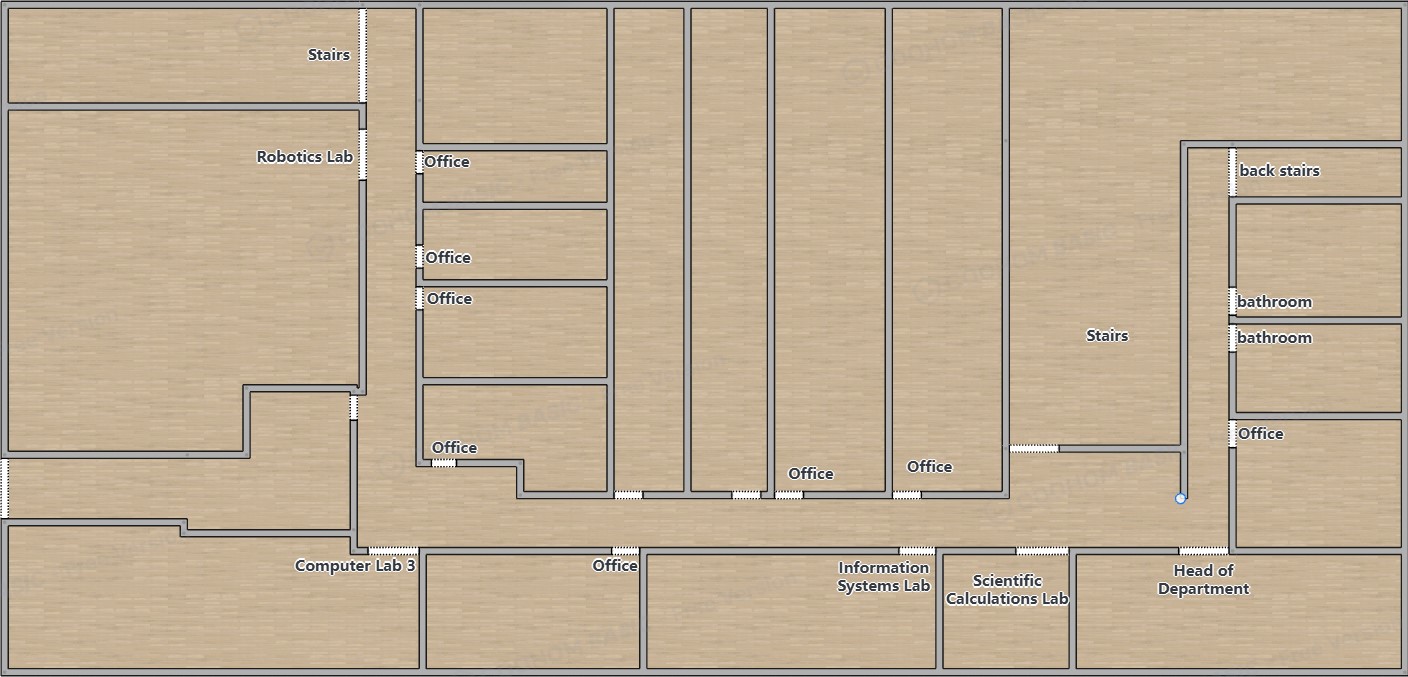 Stairs
Robotics Lab
Office
back stairs
Office
Office
bathroom
bathroom
Stairs
Office
Office
Office
Office
Computer Lab 3
Office
Information
Systems Lab
Scientific
Calculations Lab
Head of
Department